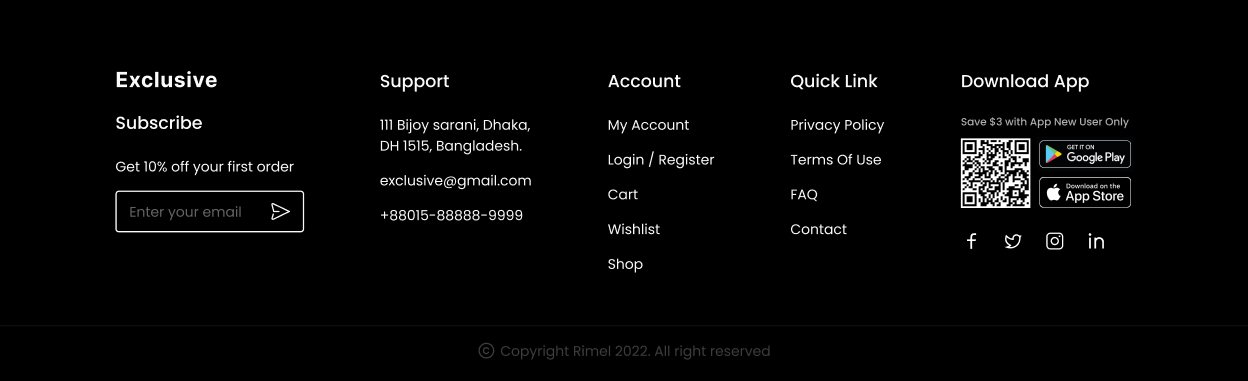 Exclusive
Subscribe
Get 10% off your first order
Enter your email
Support
111 Bijoy sarani, Dhaka,
DH 1515, Bangladesh.
exclusive@gmail.com
+88015-88888-9999
Account
My Account
Login / Register
Cart
Wishlist
Shop
Quick Link
Privacy Policy
Terms Of Use
FAQ
Contact
Download App
Save $3 with App New User Only
GET IT ON
Google Play
Download on the
App Store
© Copyright Rimel 2022. All right reserved